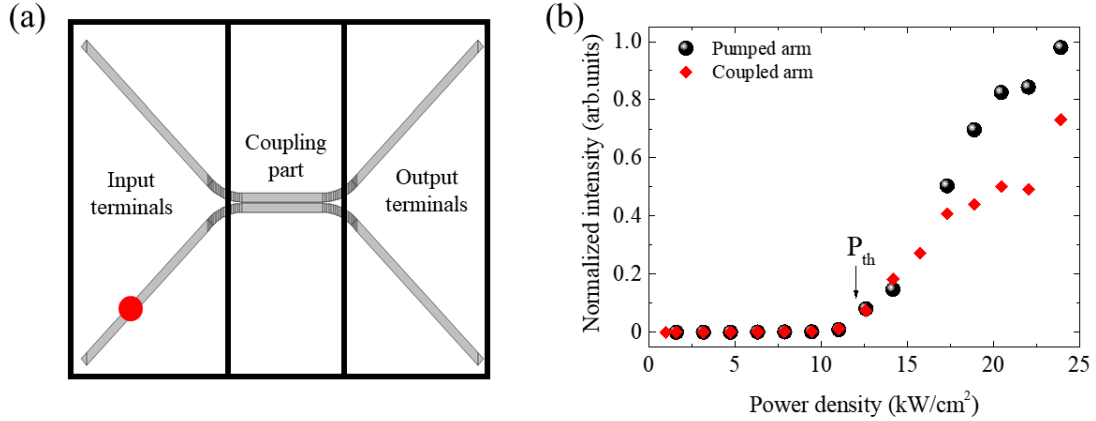 (a)
Input
terminals
Coupling
part
Output
terminals
(b)
Normalized intensity (arb.units)
1.0
0.8
0.6
0.4
0.2
0
Pumped arm
Coupled arm
P_th
0
5
10
15
20
25
Power density (kW/cm²)